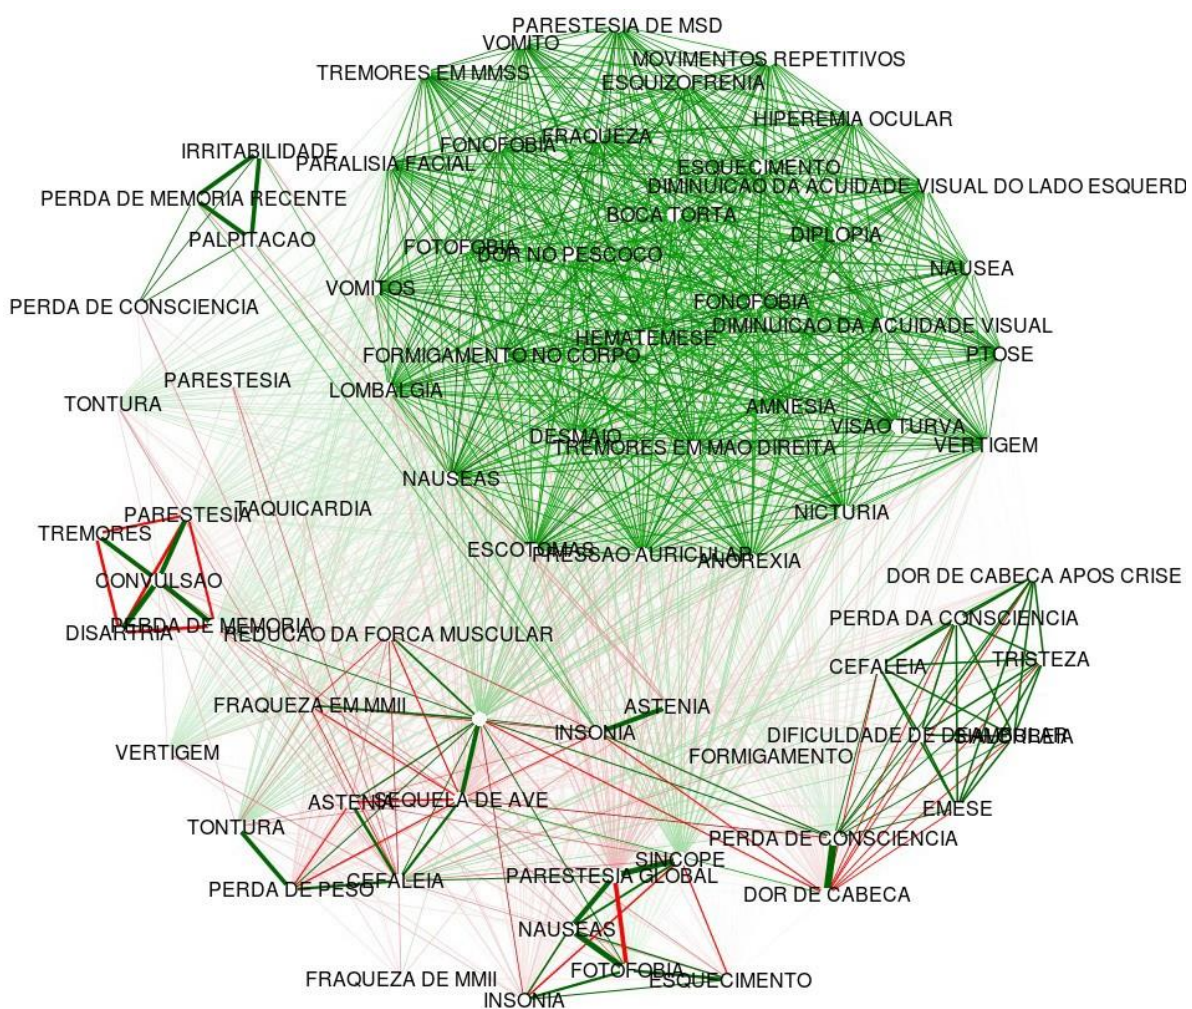 PARESTESIA DE MSD
VOMITO
MOVIMENTOS REPETITIVOS
TREMORES EM MMSS
ESQUIZOFRENIA
HIPEREMIA OCULAR
FRAQUEZA
FONOFOBIA
IRRITABILIDADE
PARALISIA FACIAL
ESQUECIMENTO
DIMINUICAO DA ACUIDADE VISUAL DO LADO ESQUERD
PERDA DE MEMORIA RECENTE
BOCA TORTA
DIPLOPIA
PALPITACAO
FOTOFOBIA
DOR NO PESCOCO
NAUSEA
VOMITOS
FONOFOBIA
PERDA DE CONSCIENCIA
DIMINUICAO DA ACUIDADE VISUAL
HEMATEMESE
PTOSE
FORMIGAMENTO NO CORPO
PARESTESIA
LOMBALGIA
TONTURA
AMNESIA
VISAO TURVA
DESMAIO
TREMORES EM MAO DIREITA
VERTIGEM
NAUSEAS
TAQUICARDIA
PARESTESIA
NICTURIA
TREMORES
ESCOTOMAS
PRESSAO AURICULAR
ANOREXIA
DOR DE CABECA APOS CRISE
CONVULSAO
PERDA DA CONSCIENCIA
PERDA DE MEMORIA
DISARTRIA
REDUCAO DA FORCA MUSCULAR
TRISTEZA
CEFALEIA
FRAQUEZA EM MMII
ASTENIA
INSONIA
DIFICULDADE DE DEAMBULAR
SIALORREIA
VERTIGEM
FORMIGAMENTO
ASTENIA
SEQUELA DE AVE
EMESE
TONTURA
PERDA DE CONSCIENCIA
SINCOPE
PARESTESIA GLOBAL
CEFALEIA
PERDA DE PESO
DOR DE CABECA
NAUSEAS
FOTOFOBIA
FRAQUEZA DE MMII
ESQUECIMENTO
INSONIA